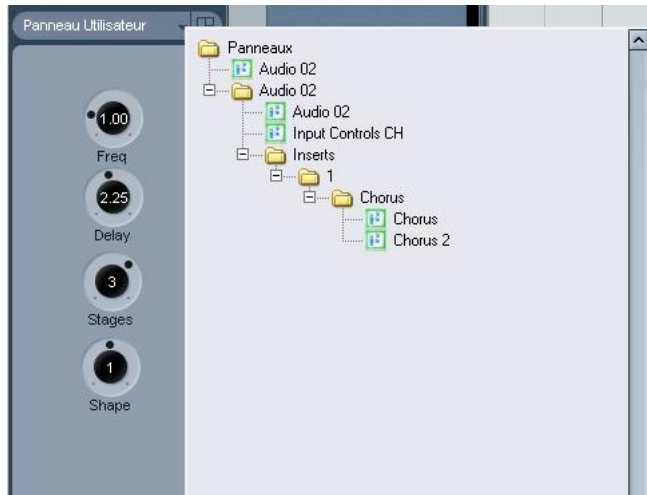 Panneau Utilisateur
1.00
Freq
2.25
Delay
3
Stages
1
Shape
Panneaux
Audio 02
Audio 02
Audio 02
Input Controls CH
Inserts
1
Chorus
Chorus
Chorus 2